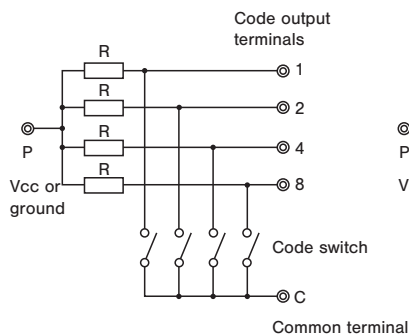 Code output
terminals
R
1
R
2
R
4
P
P
R
8
Vcc or
ground
V
Code switch
C
Common terminal